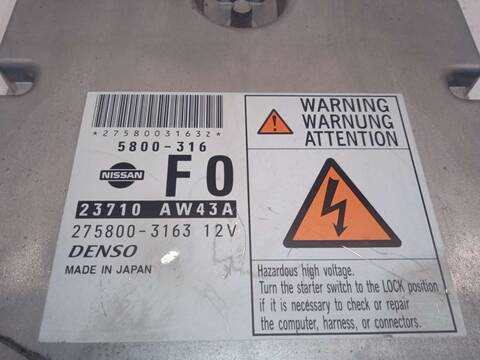 *2758003163z*
5800-316
NISSAN
F0
23710 AW43A
275800-3163 12V
DENSO
MADE IN JAPAN
WARNING
WARNUNG
ATTENTION
Hazardous high voltage.
Turn the starter switch to the LOCK position
if it is necessary to check or repair
the computer, harness, or connectors.